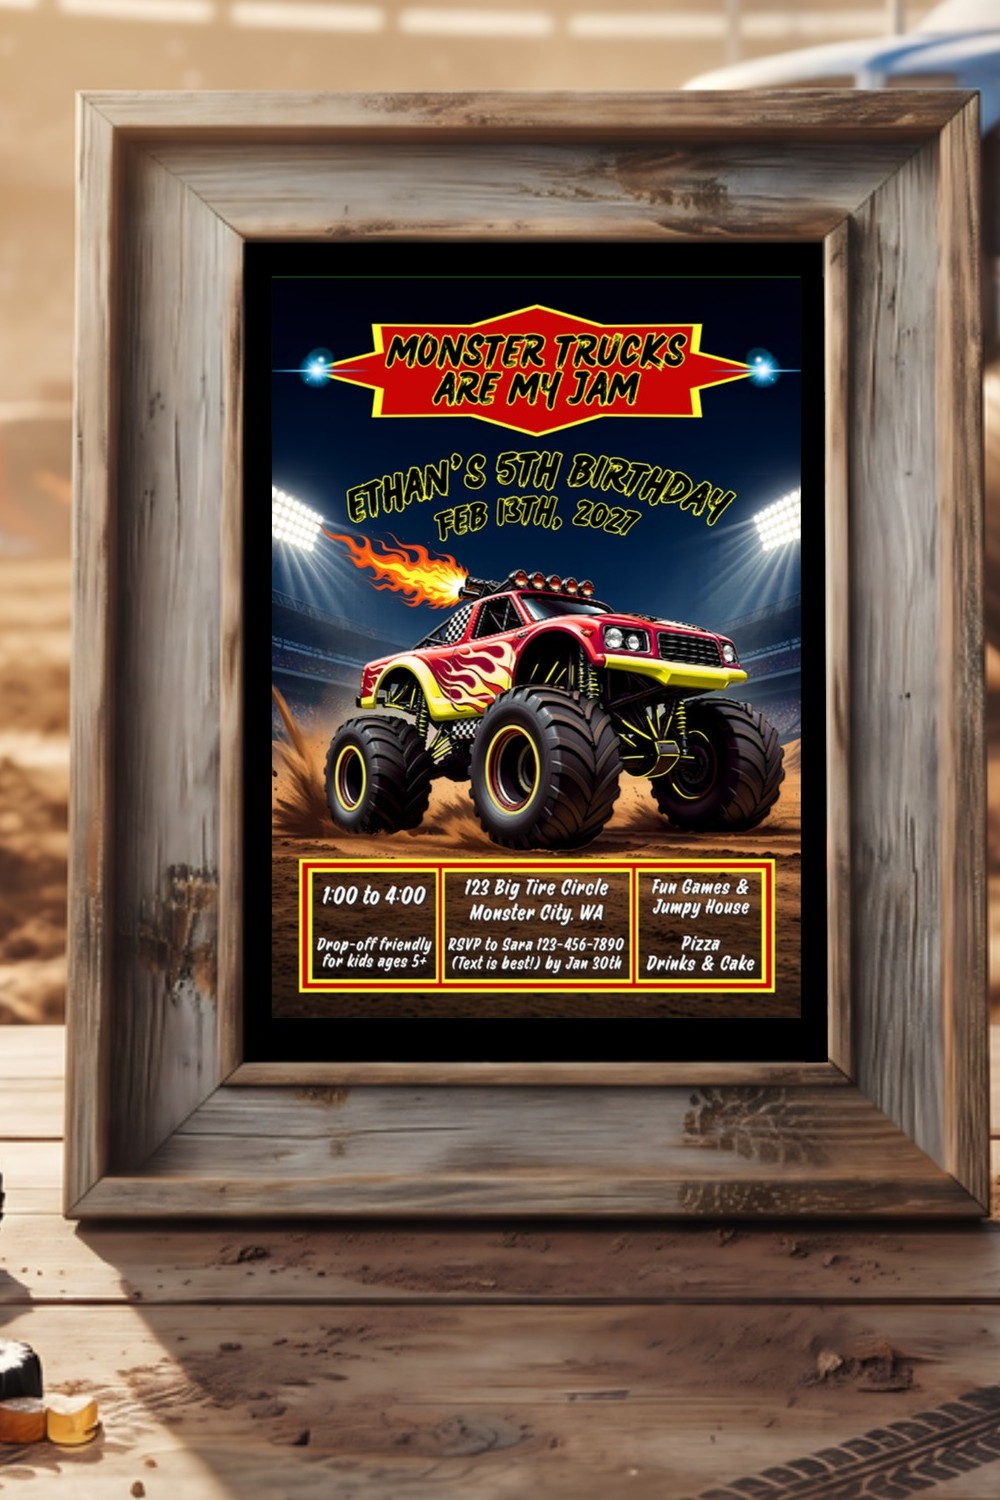 MONSTER TRUCKS
ARE MY JAM
ETHAN'S 5TH BIRTHDAY
FEB 13TH, 2027
1:00 to 4:00
Drop-off friendly
for kids ages 5+
123 Big Tire Circle
Monster City, WA
RSVP to Sara 123-456-7890
(Text is best!) by Jan 30th
Fun Games &
Jumpy House
Pizza
Drinks & Cake